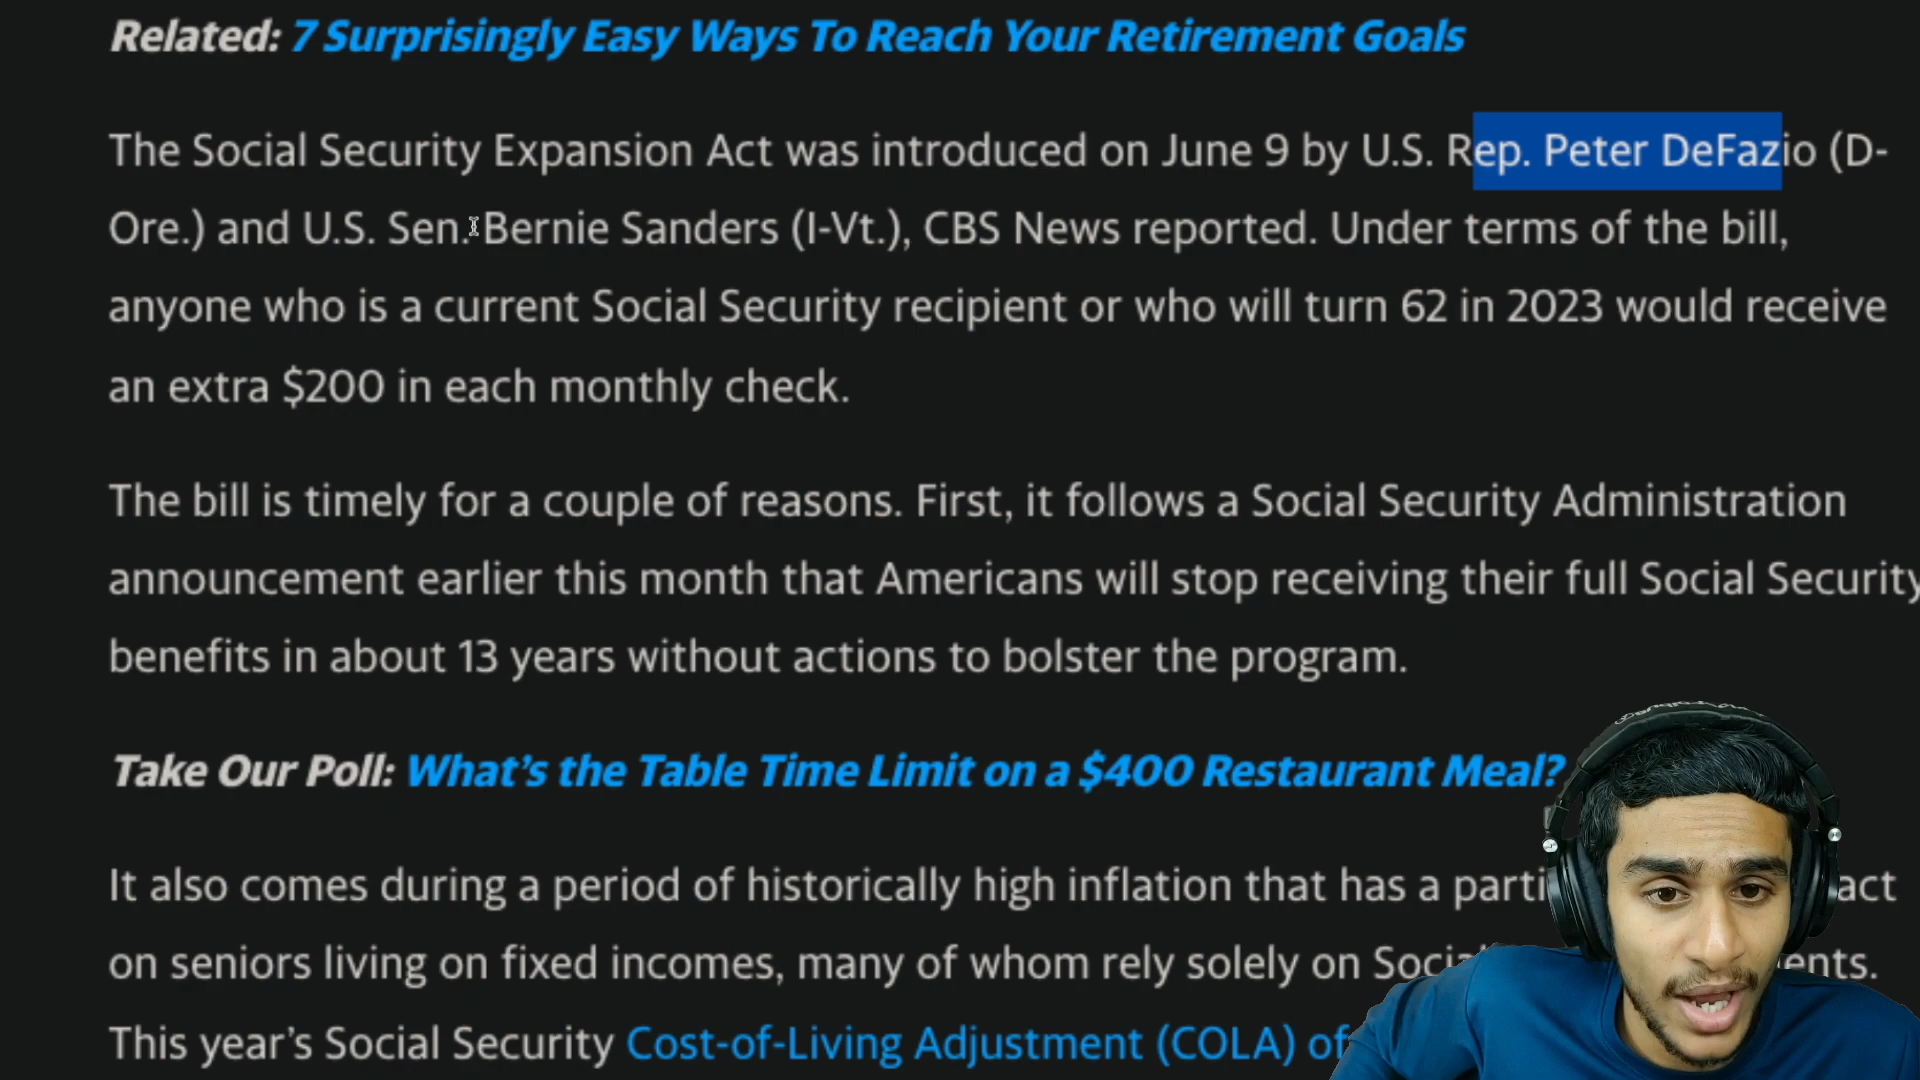 Related: 7 Surprisingly Easy Ways To Reach Your Retirement Goals
The Social Security Expansion Act was introduced on June 9 by U.S. Rep. Peter DeFazio (D-
Ore.) and U.S. Sen. Bernie Sanders (I-Vt.), CBS News reported. Under terms of the bill,
anyone who is a current Social Security recipient or who will turn 62 in 2023 would receive
an extra $200 in each monthly check.
The bill is timely for a couple of reasons. First, it follows a Social Security Administration
announcement earlier this month that Americans will stop receiving their full Social Security
benefits in about 13 years without actions to bolster the program.
Take Our Poll: What's the Table Time Limit on a $400 Restaurant Meal?
It also comes during a period of historically high inflation that has a
on seniors living on fixed incomes, many of whom rely solely on
This year's Social Security Cost-of-Living Adjustment (COLA) of